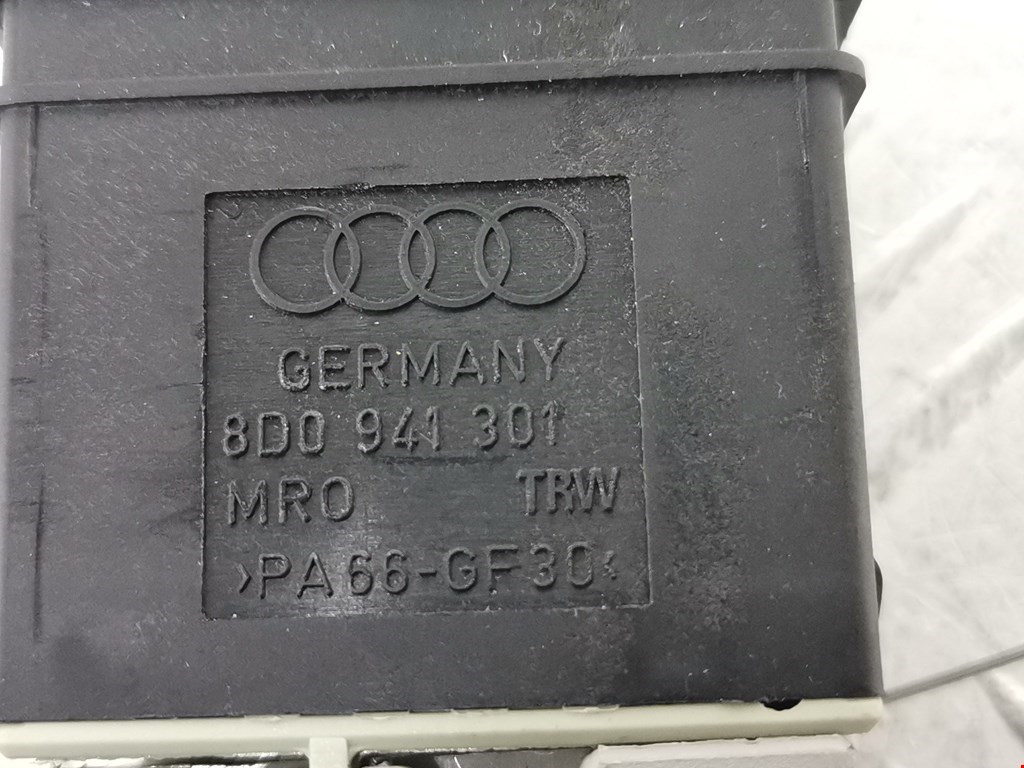 GERMANY
8D0 941 301
MRO TRW
>PA66-GF30<